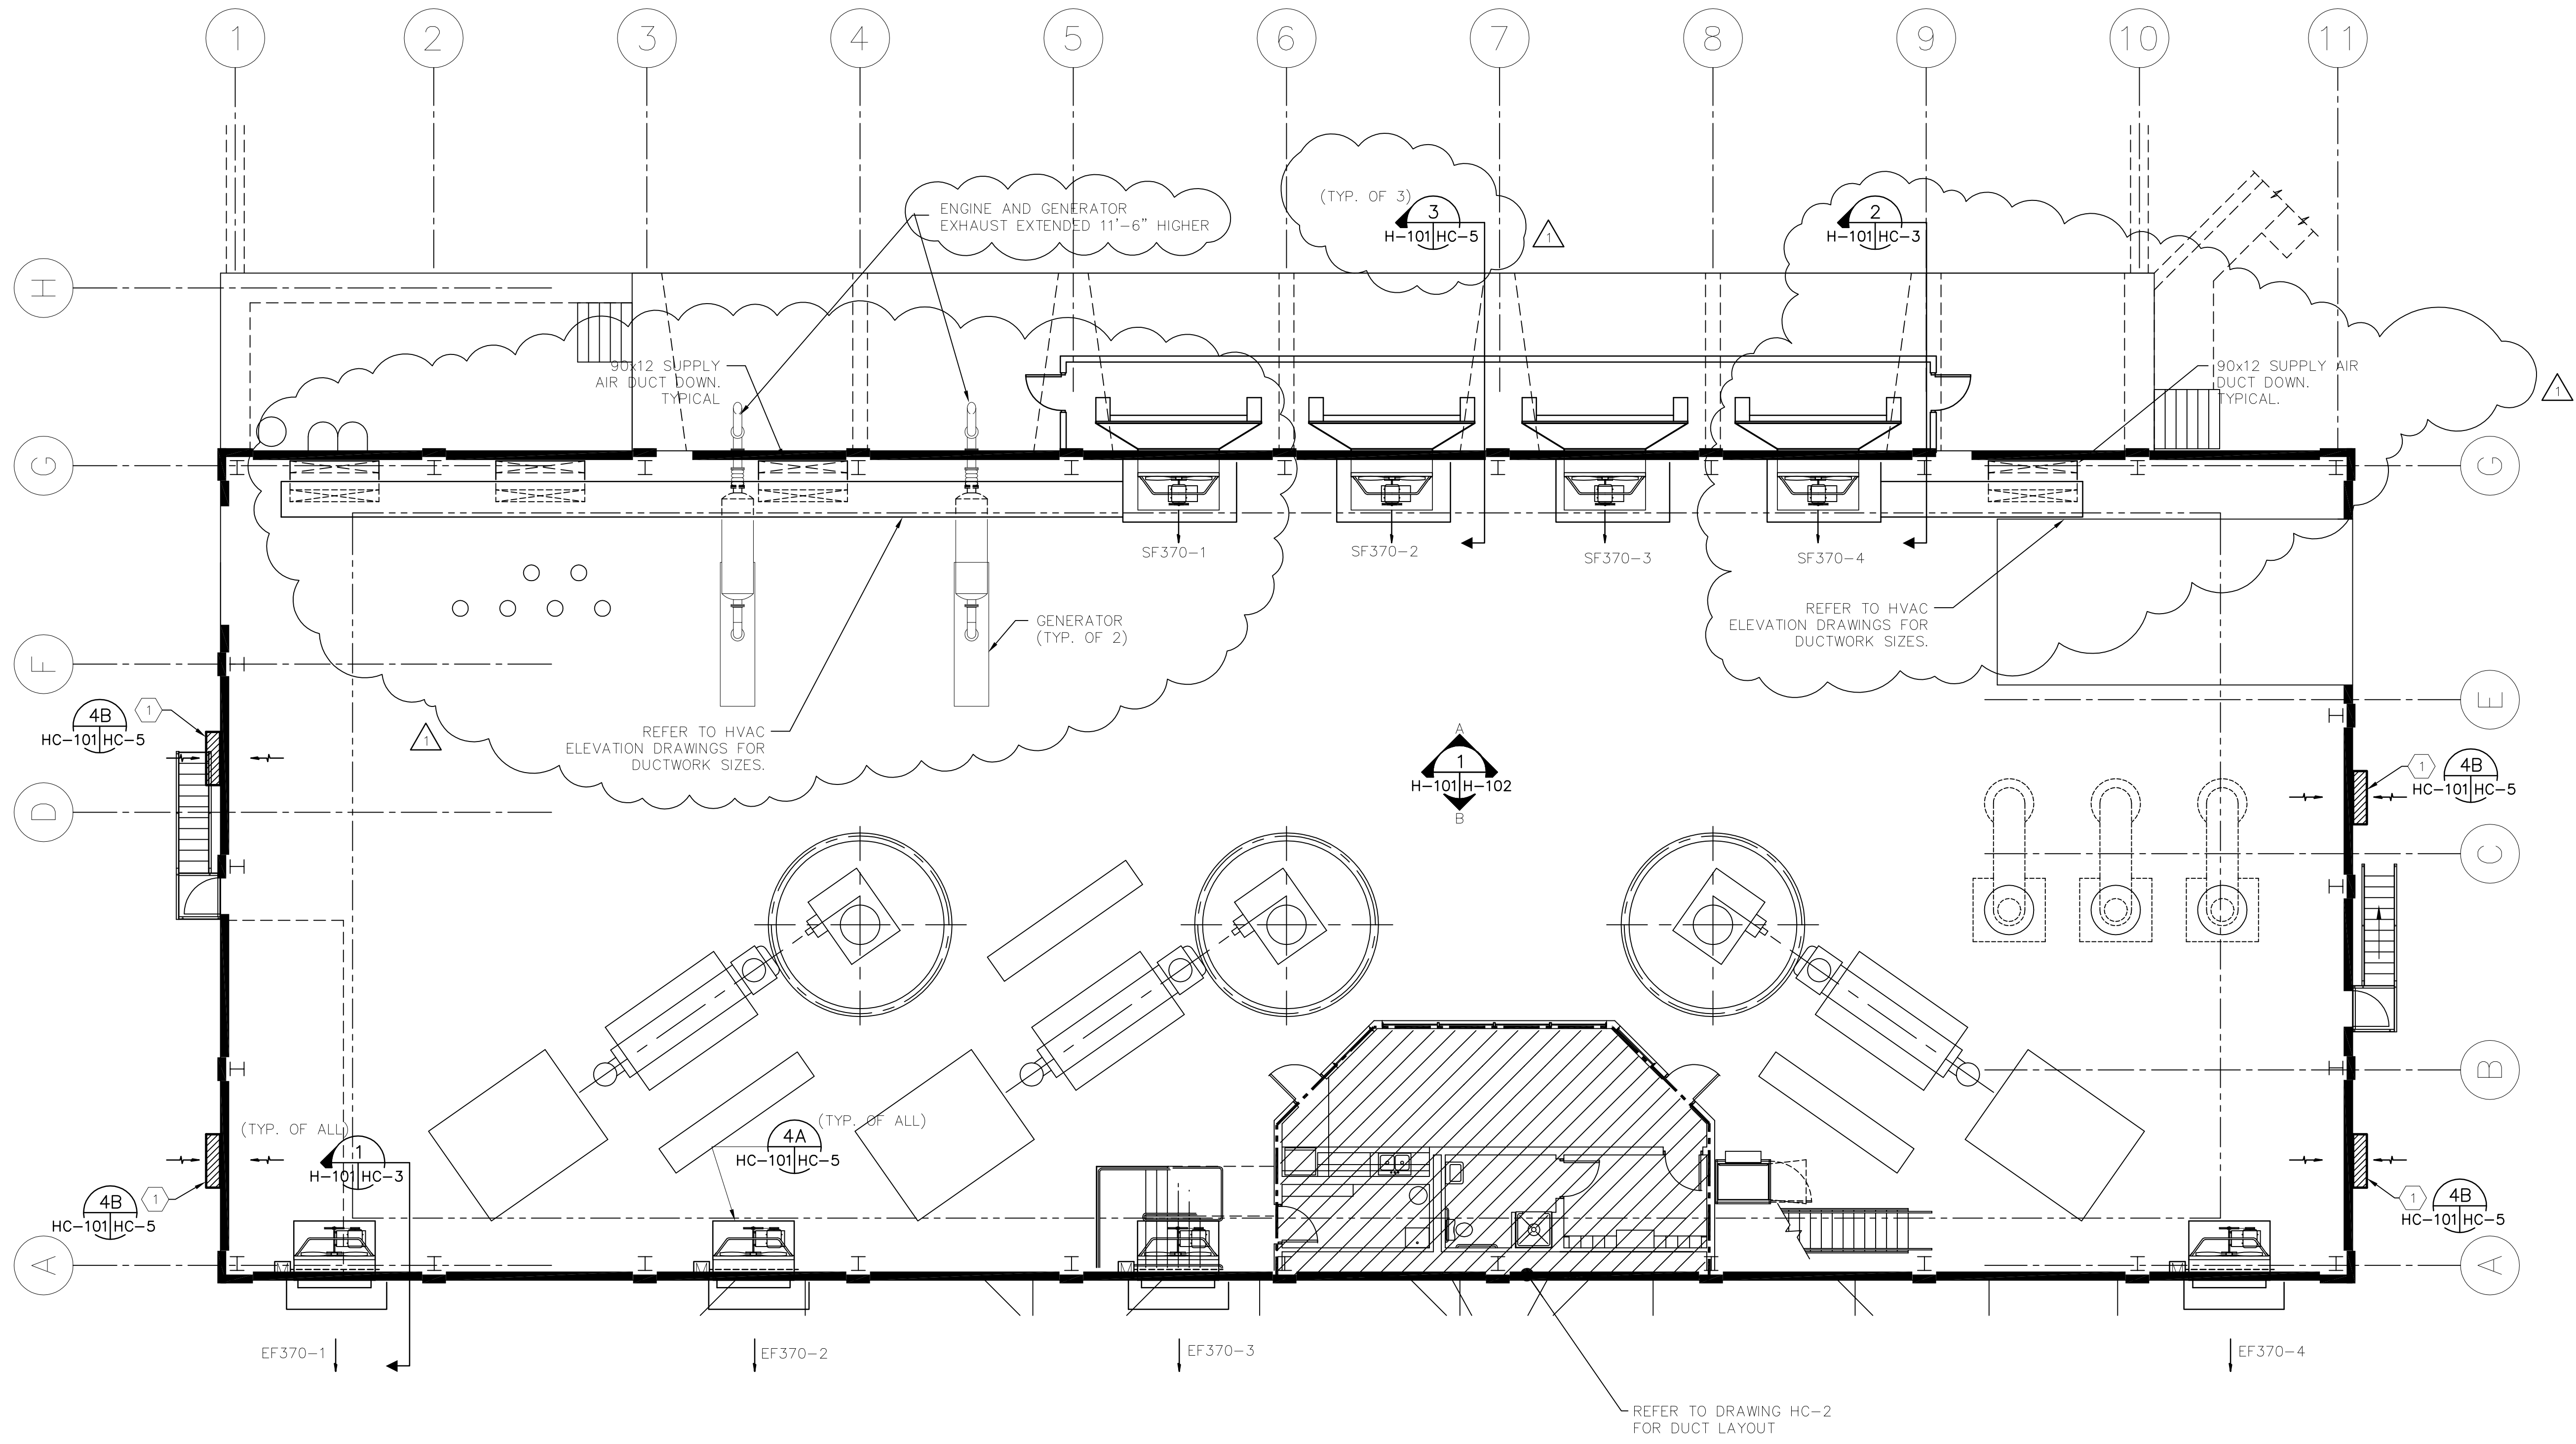 1 2 3 4 5 6 7 8 9 10 11
ENGINE AND GENERATOR
EXHAUST EXTENDED 11'-6" HIGHER
(TYP. OF 3)
3
H-101 HC-5
1
2
H-101 HC-3
H
90x12 SUPPLY
AIR DUCT DOWN.
TYPICAL
90x12 SUPPLY AIR
DUCT DOWN.
TYPICAL.
1
G
G
SF370-1
SF370-2
SF370-3
SF370-4
GENERATOR
(TYP. OF 2)
REFER TO HVAC
ELEVATION DRAWINGS FOR
DUCTWORK SIZES.
F
E
4B
HC-101 HC-5
1
1
REFER TO HVAC
ELEVATION DRAWINGS FOR
DUCTWORK SIZES.
A
1
H-101 H-102
B
1
4B
HC-101 HC-5
D
C
B
(TYP. OF ALL)
1
H-101 HC-3
(TYP. OF ALL)
4A
HC-101 HC-5
4B
HC-101 HC-5
1
1
4B
HC-101 HC-5
A
A
EF370-1
EF370-2
EF370-3
EF370-4
REFER TO DRAWING HC-2
FOR DUCT LAYOUT